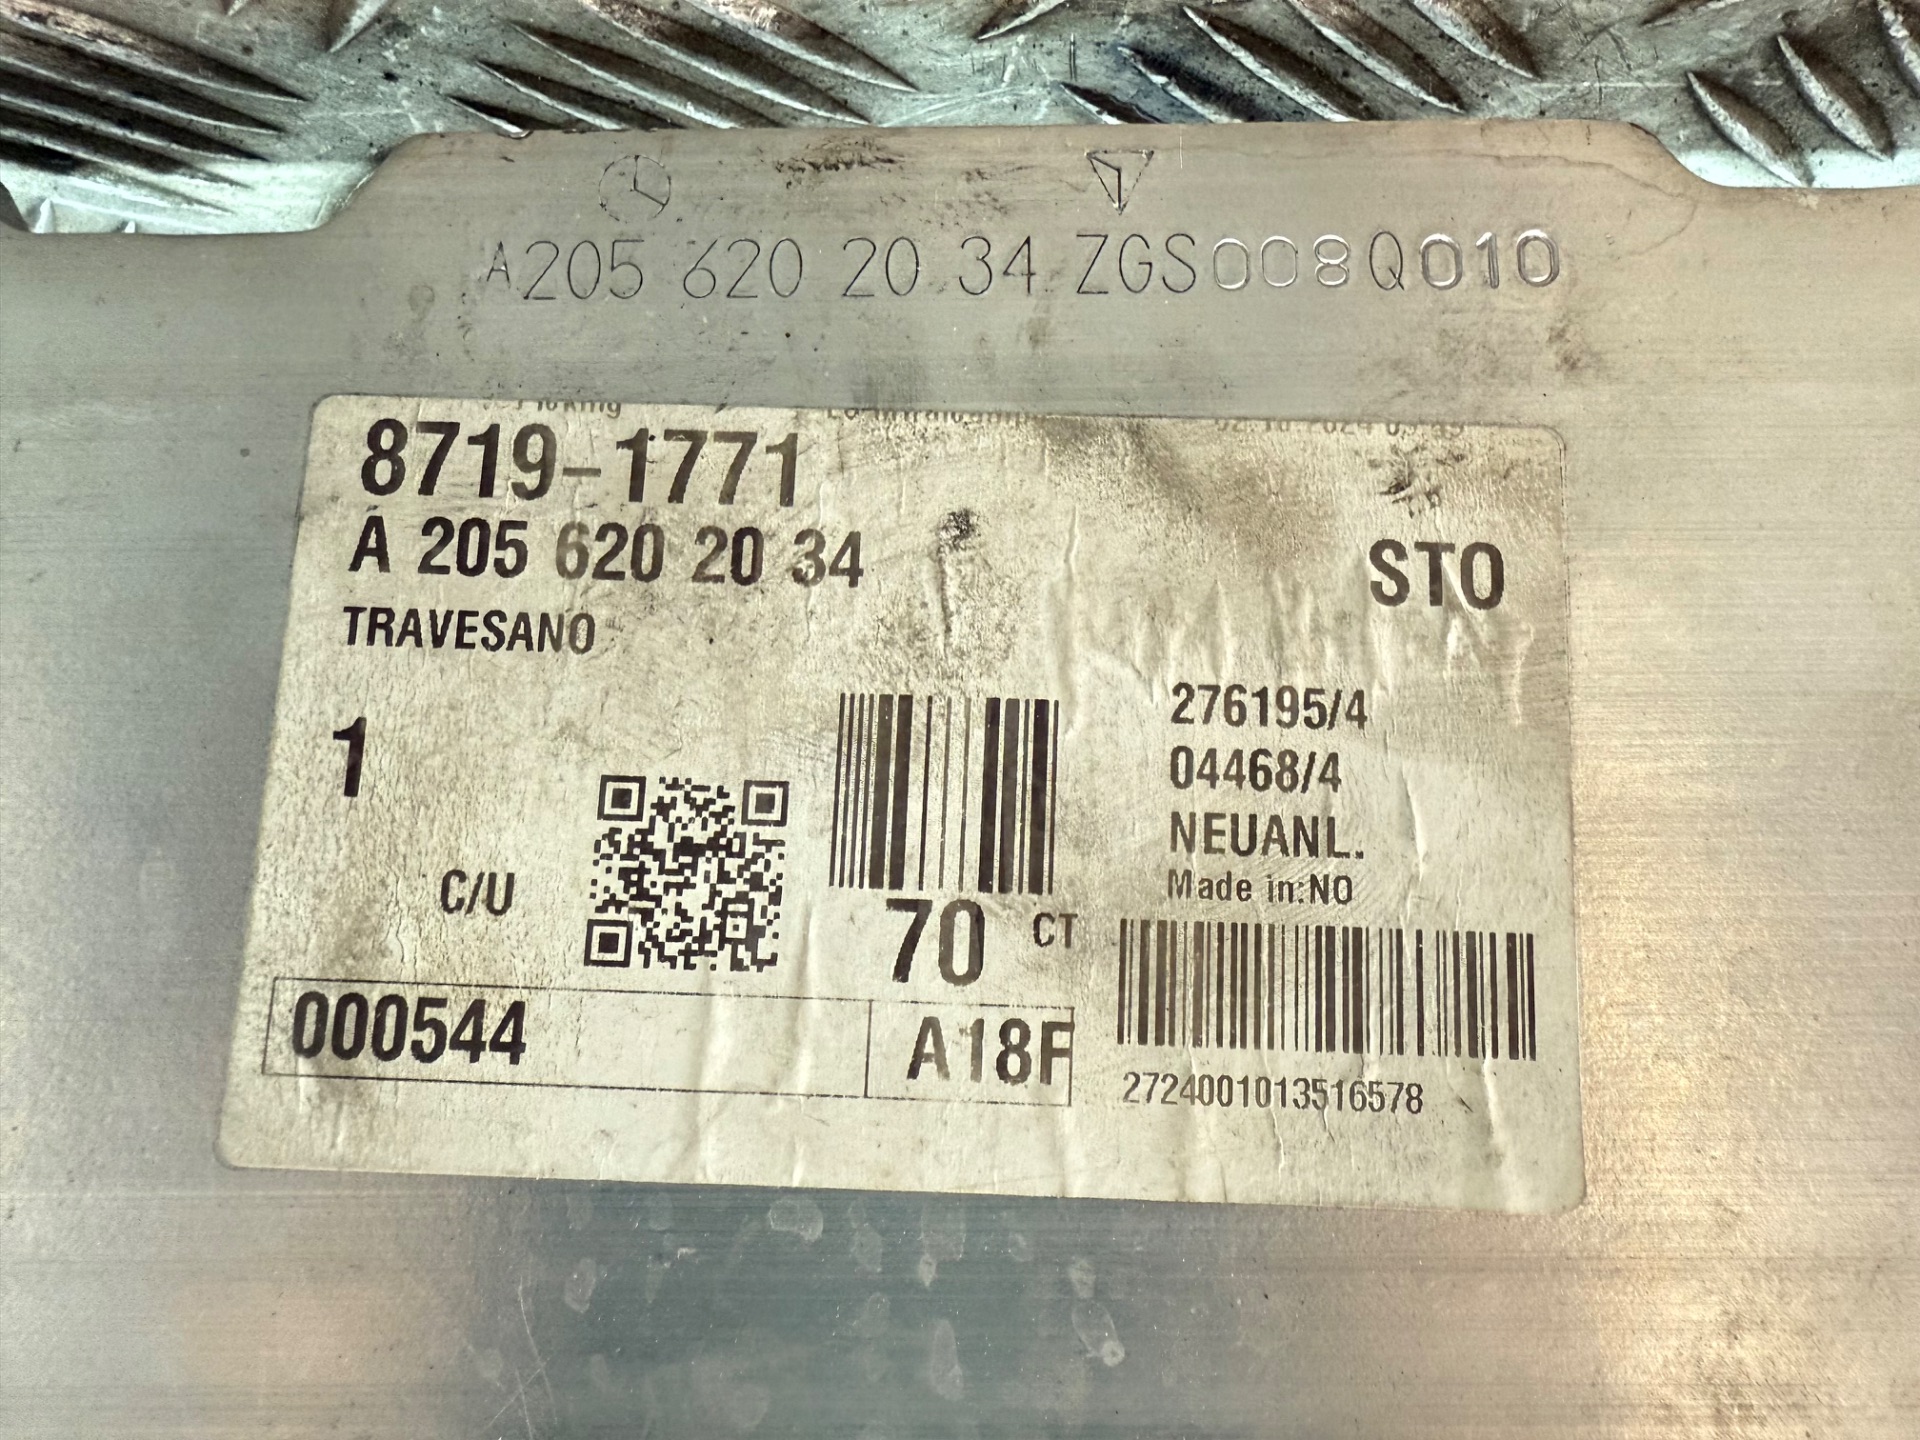 A205 620 20 34 ZGS008Q010
8719-1771
A 205 620 20 34
STO
TRAVESANO
276195/4
1
04468/4
NEUANL.
C/U
Made in:NO
70 CT
000544
A18F
2724001013516578